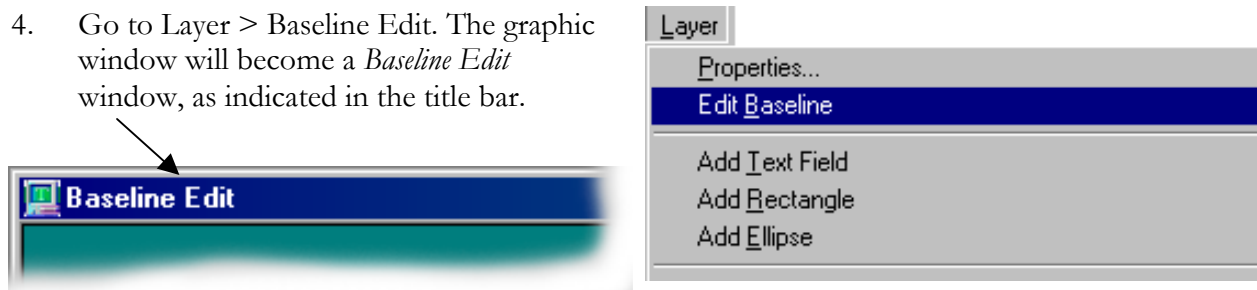 4. Go to Layer > Baseline Edit. The graphic
window will become a Baseline Edit
window, as indicated in the title bar.
Baseline Edit
Layer
Properties...
Edit Baseline
Add Text Field
Add Rectangle
Add Ellipse